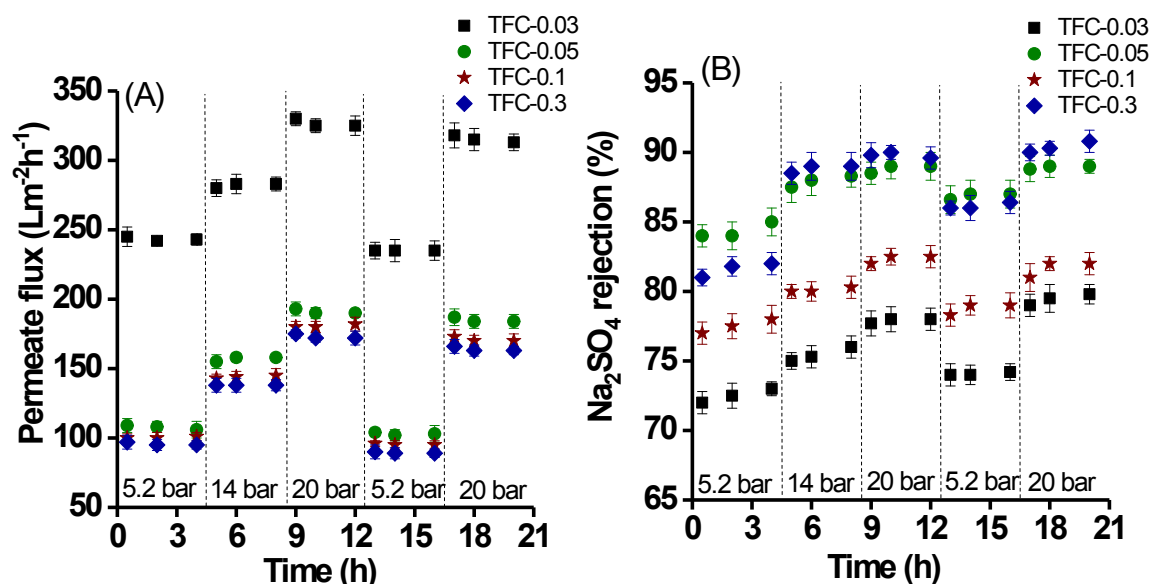 TFC-0.03
TFC-0.05
TFC-0.1
TFC-0.3
(A)
350
300
250
200
150
100
50
Permeate flux (Lm⁻²h⁻¹)
5.2 bar
14 bar
20 bar
5.2 bar
20 bar
0 3 6 9 12 15 18 21
Time (h)
TFC-0.03
TFC-0.05
TFC-0.1
TFC-0.3
(B)
95
90
85
80
75
70
65
Na₂SO₄ rejection (%)
5.2 bar
14 bar
20 bar
5.2 bar
20 bar
0 3 6 9 12 15 18 21
Time (h)